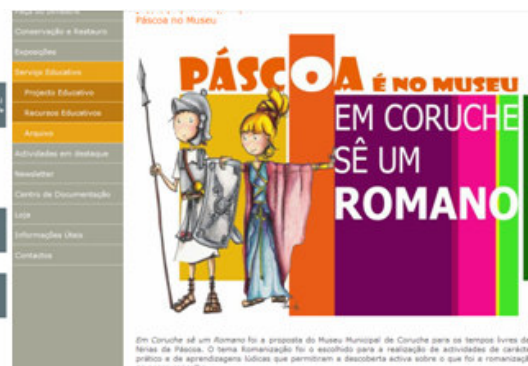 Conservação e Restauro
Exposições
Serviço Educativo
Projecto Educativo
Recursos Educativos
Arquivo
Actividades em destaque
Newsletter
Centro de Documentação
Loja
Informações Úteis
Contactos
Páscoa no Museu
PÁSCOA É NO MUSEU
EM CORUCHE
SÊ UM
ROMANO
Em Coruche sê um Romano foi a proposta do Museu Municipal de Coruche para os tempos livres de
férias da Páscoa. O tema Romanização foi o escolhido para a realização de actividades de carácte
prático e de aprendizagens lúdicas que permitiram a descoberta activa sobre o que foi a romanizaçã